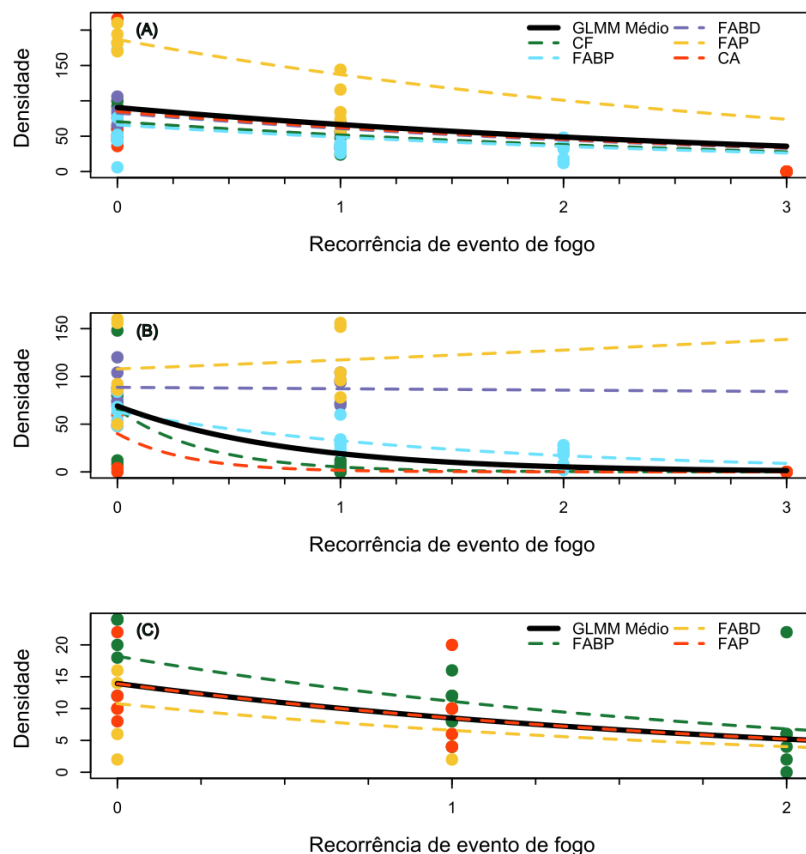 (A)
GLMM Médio
FABD
CF
FAP
FABP
CA
Densidade
0
50
150
0
1
2
3
Recorrência de evento de fogo
(B)
Densidade
0
50
100
150
0
1
2
3
Recorrência de evento de fogo
(C)
GLMM Médio
FABD
FABP
FAP
Densidade
0
5
10
15
20
0
1
2
Recorrência de evento de fogo